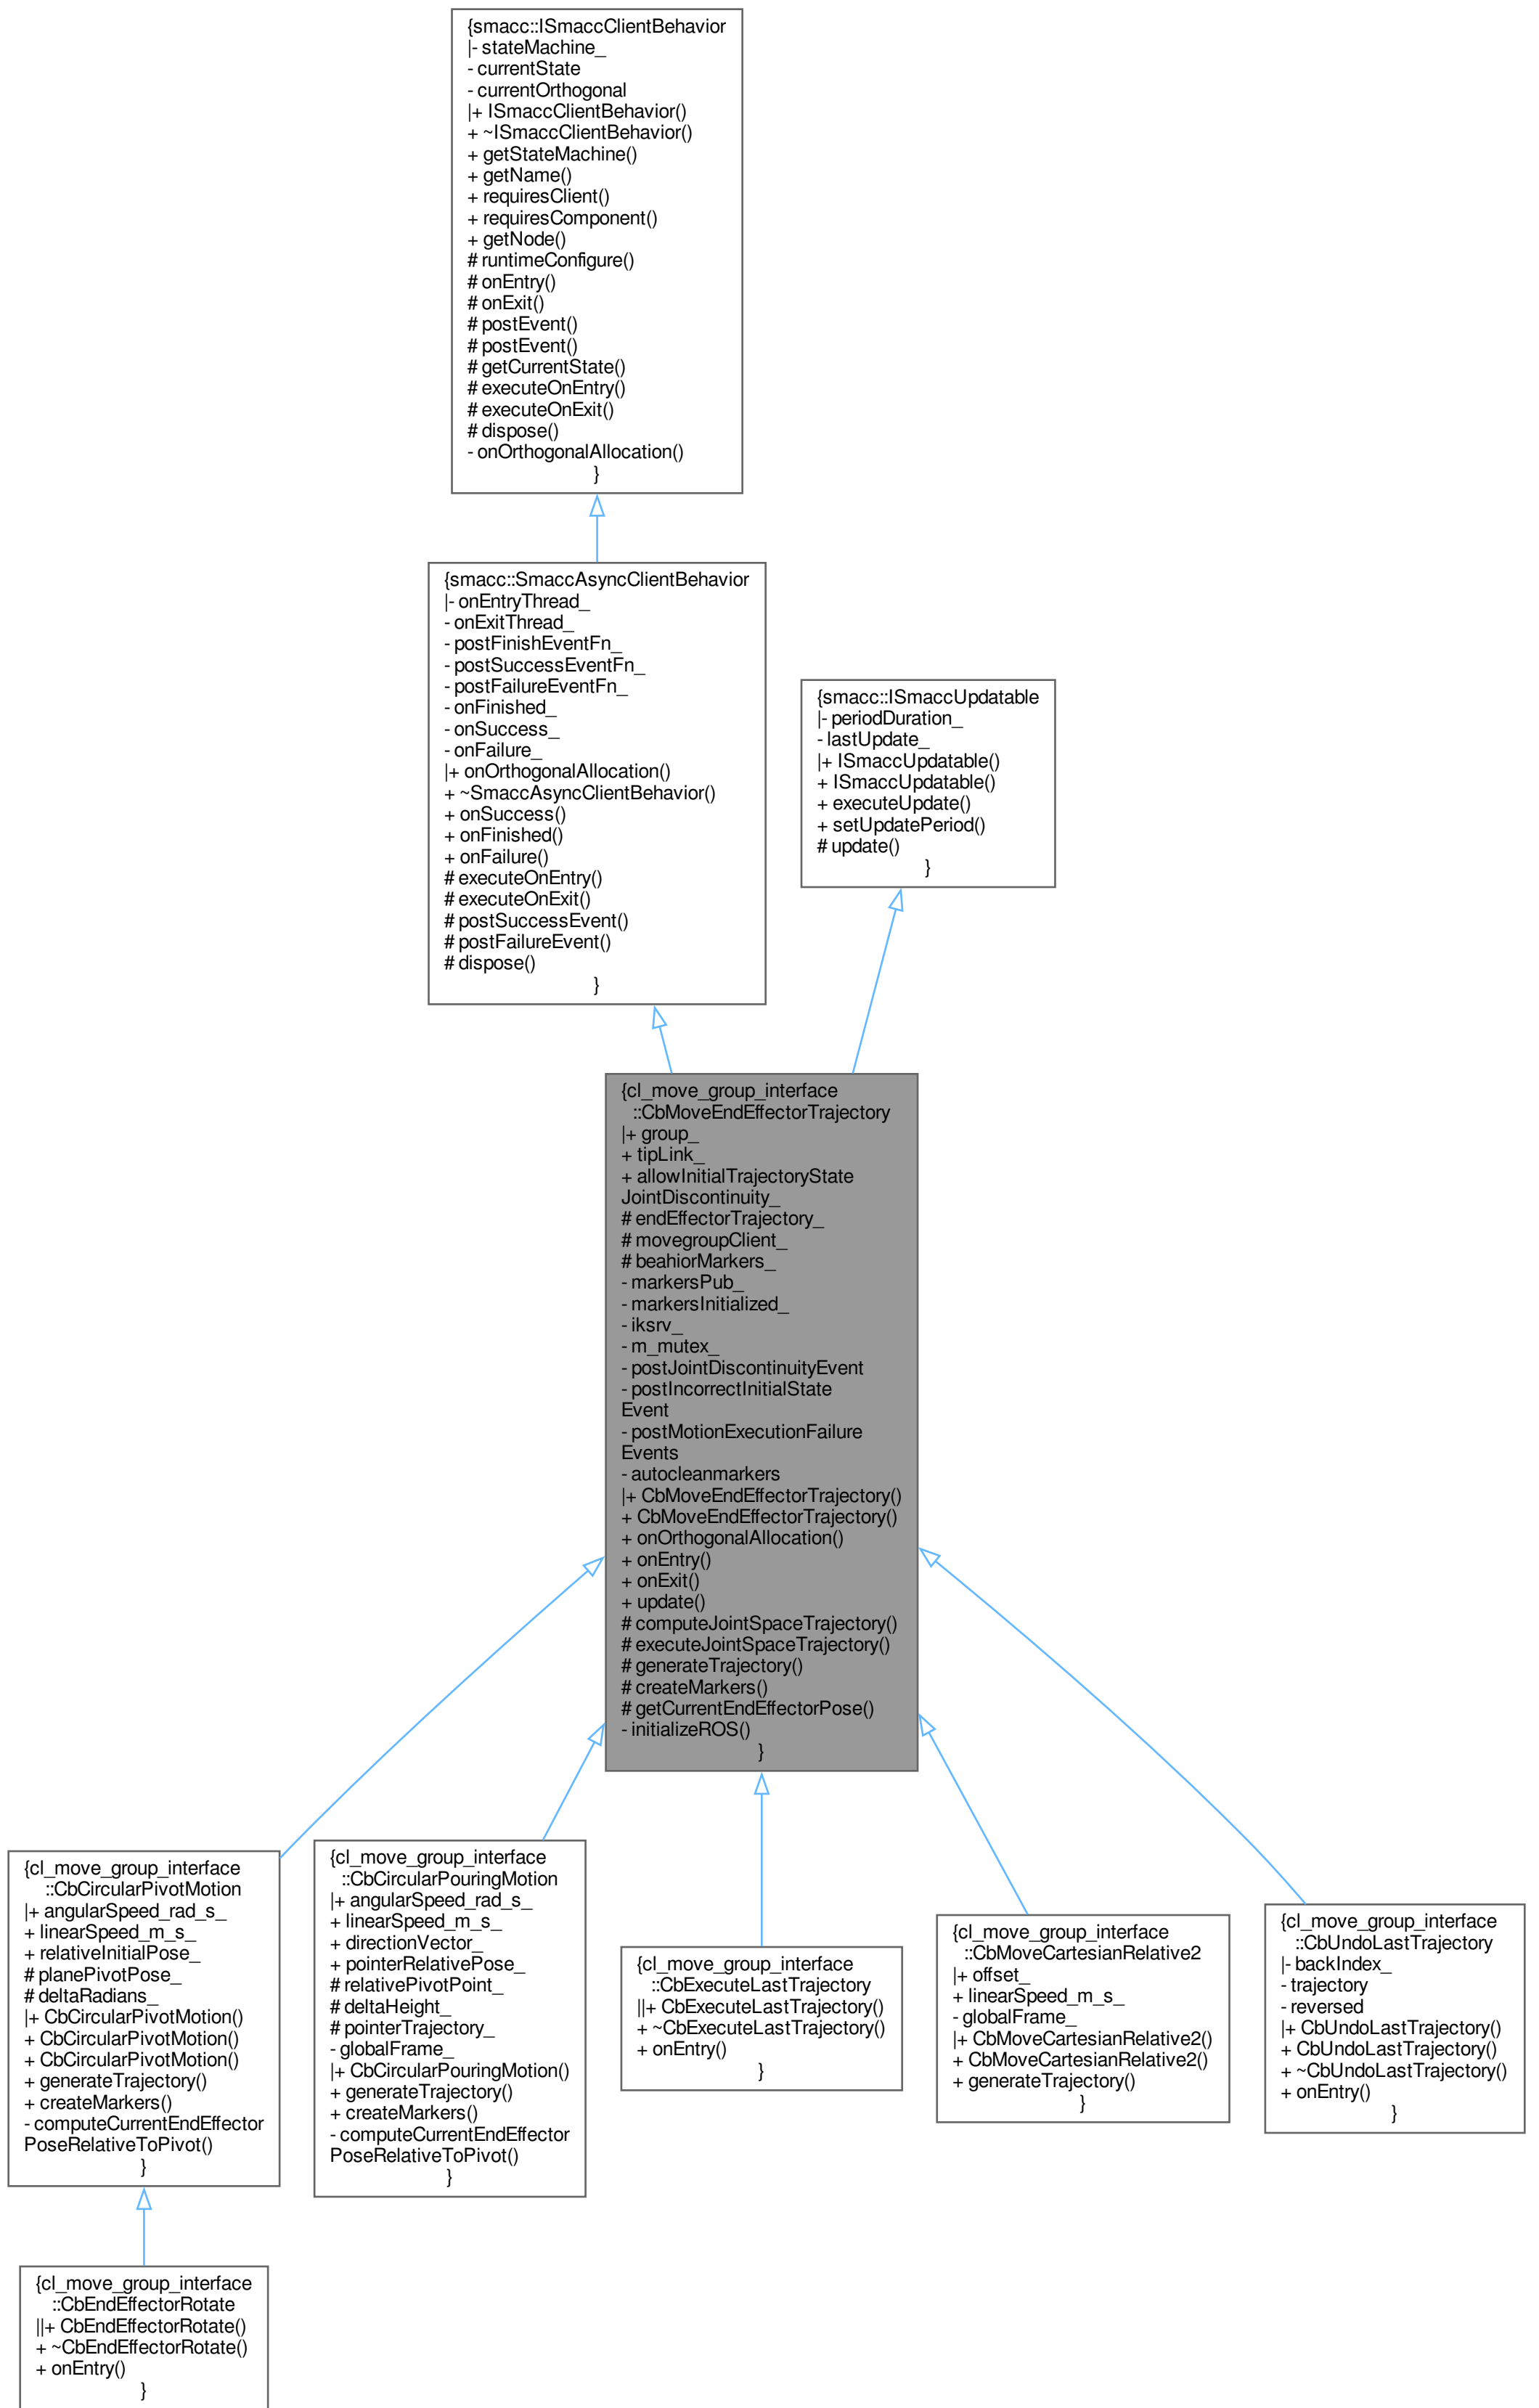 {smacc::ISmaccClientBehavior
|- stateMachine_
- currentState
- currentOrthogonal
|+ ISmaccClientBehavior()
+ ~ISmaccClientBehavior()
+ getStateMachine()
+ getName()
+ requiresClient()
+ requiresComponent()
+ getNode()
# runtimeConfigure()
# onEntry()
# onExit()
# postEvent()
# postEvent()
# getCurrentState()
# executeOnEntry()
# executeOnExit()
# dispose()
- onOrthogonalAllocation()
}
{smacc::SmaccAsyncClientBehavior
|- onEntryThread_
- onExitThread_
- postFinishEventFn_
- postSuccessEventFn_
- postFailureEventFn_
- onFinished_
- onSuccess_
- onFailure_
|+ onOrthogonalAllocation()
+ ~SmaccAsyncClientBehavior()
+ onSuccess()
+ onFinished()
+ onFailure()
# executeOnEntry()
# executeOnExit()
# postSuccessEvent()
# postFailureEvent()
# dispose()
}
{smacc::ISmaccUpdatable
|- periodDuration_
- lastUpdate_
|+ ISmaccUpdatable()
+ ISmaccUpdatable()
+ executeUpdate()
+ setUpdatePeriod()
# update()
}
{cl_move_group_interface
::CbMoveEndEffectorTrajectory
|+ group_
+ tipLink_
+ allowInitialTrajectoryState
JointDiscontinuity_
# endEffectorTrajectory_
# movegroupClient_
# beahiorMarkers_
- markersPub_
- markersInitialized_
- iksrv_
- m_mutex_
- postJointDiscontinuityEvent
- postIncorrectInitialState
Event
- postMotionExecutionFailure
Events
- autocleanmarkers
|+ CbMoveEndEffectorTrajectory()
+ CbMoveEndEffectorTrajectory()
+ onOrthogonalAllocation()
+ onEntry()
+ onExit()
+ update()
# computeJointSpaceTrajectory()
# executeJointSpaceTrajectory()
# generateTrajectory()
# createMarkers()
# getCurrentEndEffectorPose()
- initializeROS()
}
{cl_move_group_interface
::CbCircularPivotMotion
|+ angularSpeed_rad_s_
+ linearSpeed_m_s_
+ relativeInitialPose_
# planePivotPose_
# deltaRadians_
|+ CbCircularPivotMotion()
+ CbCircularPivotMotion()
+ CbCircularPivotMotion()
+ generateTrajectory()
+ createMarkers()
- computeCurrentEndEffector
PoseRelativeToPivot()
}
{cl_move_group_interface
::CbCircularPouringMotion
|+ angularSpeed_rad_s_
+ linearSpeed_m_s_
+ directionVector_
+ pointerRelativePose_
# relativePivotPoint_
# deltaHeight_
# pointerTrajectory_
- globalFrame_
|+ CbCircularPouringMotion()
+ generateTrajectory()
+ createMarkers()
- computeCurrentEndEffector
PoseRelativeToPivot()
}
{cl_move_group_interface
::CbExecuteLastTrajectory
||+ CbExecuteLastTrajectory()
+ ~CbExecuteLastTrajectory()
+ onEntry()
}
{cl_move_group_interface
::CbMoveCartesianRelative2
|+ offset_
+ linearSpeed_m_s_
- globalFrame_
|+ CbMoveCartesianRelative2()
+ CbMoveCartesianRelative2()
+ generateTrajectory()
}
{cl_move_group_interface
::CbUndoLastTrajectory
|- backIndex_
- trajectory
- reversed
|+ CbUndoLastTrajectory()
+ CbUndoLastTrajectory()
+ ~CbUndoLastTrajectory()
+ onEntry()
}
{cl_move_group_interface
::CbEndEffectorRotate
||+ CbEndEffectorRotate()
+ ~CbEndEffectorRotate()
+ onEntry()
}